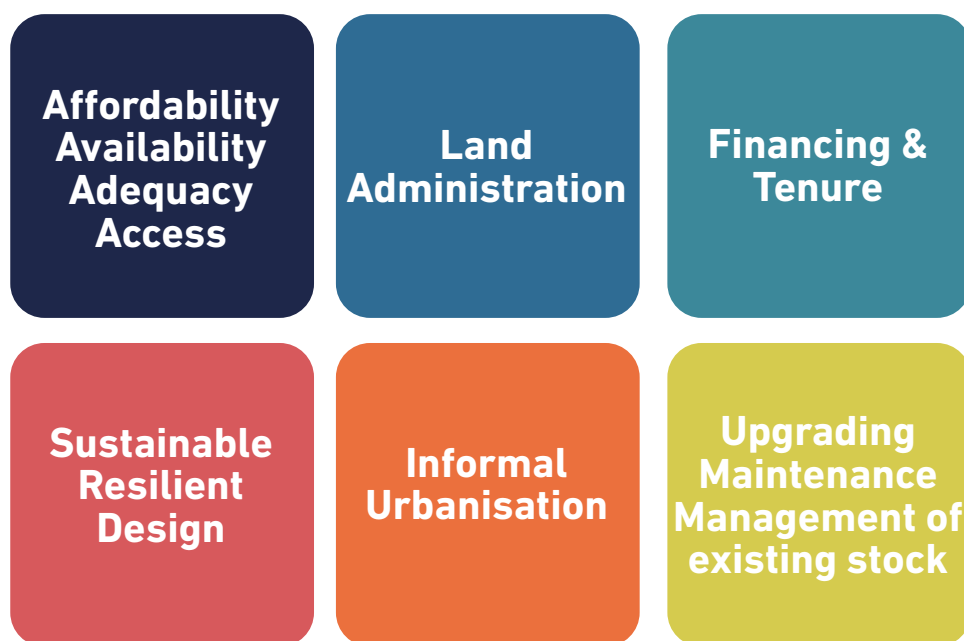 Affordability
Availability
Adequacy
Access
Land
Administration
Financing &
Tenure
Sustainable
Resilient
Design
Informal
Urbanisation
Upgrading
Maintenance
Management of
existing stock